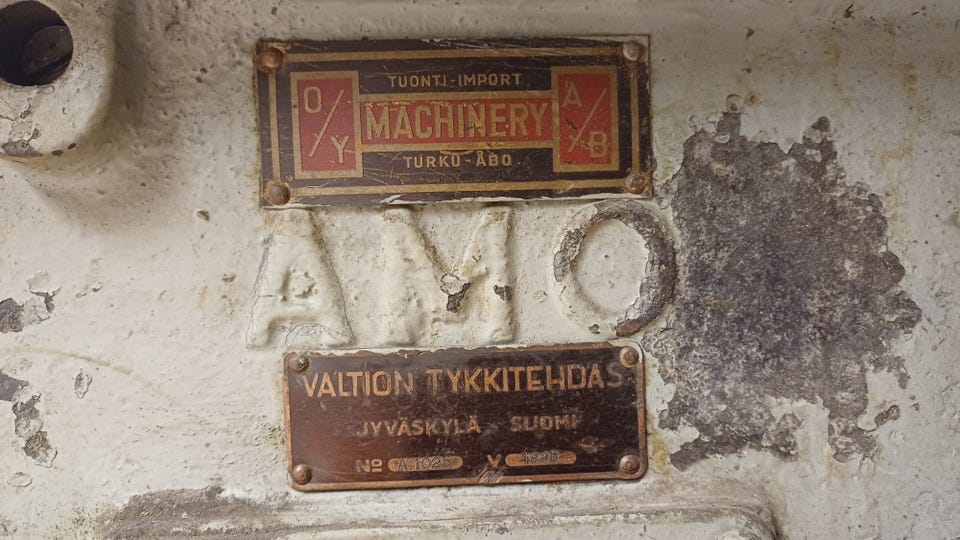 TUONTI-IMPORT
O/Y MACHINERY A/B
TURKU-ÅBO
AMO
VALTION TYKKITEHDAS
JYVÄSKYLÄ SUOMI
No A1025 V.